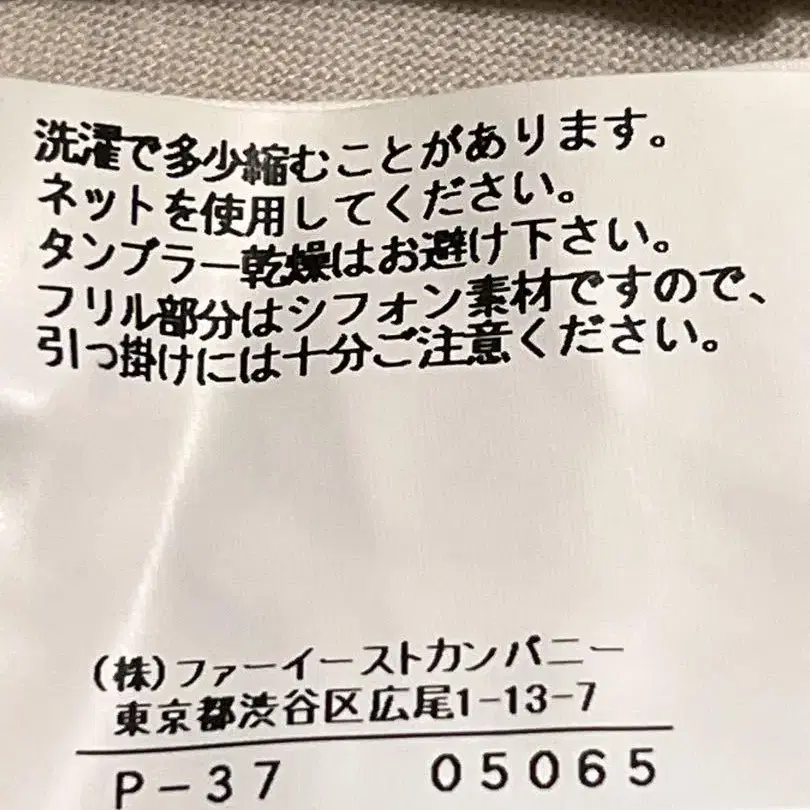 洗濯で多少縮むことがあります。
ネットを使用してください。
タンブラー乾燥はお避け下さい。
フリル部分はシフォン素材ですので、
引っ掛けには十分ご注意ください。
(株)ファーイーストカンパニー
東京都渋谷区広尾1-13-7
P-37 05065